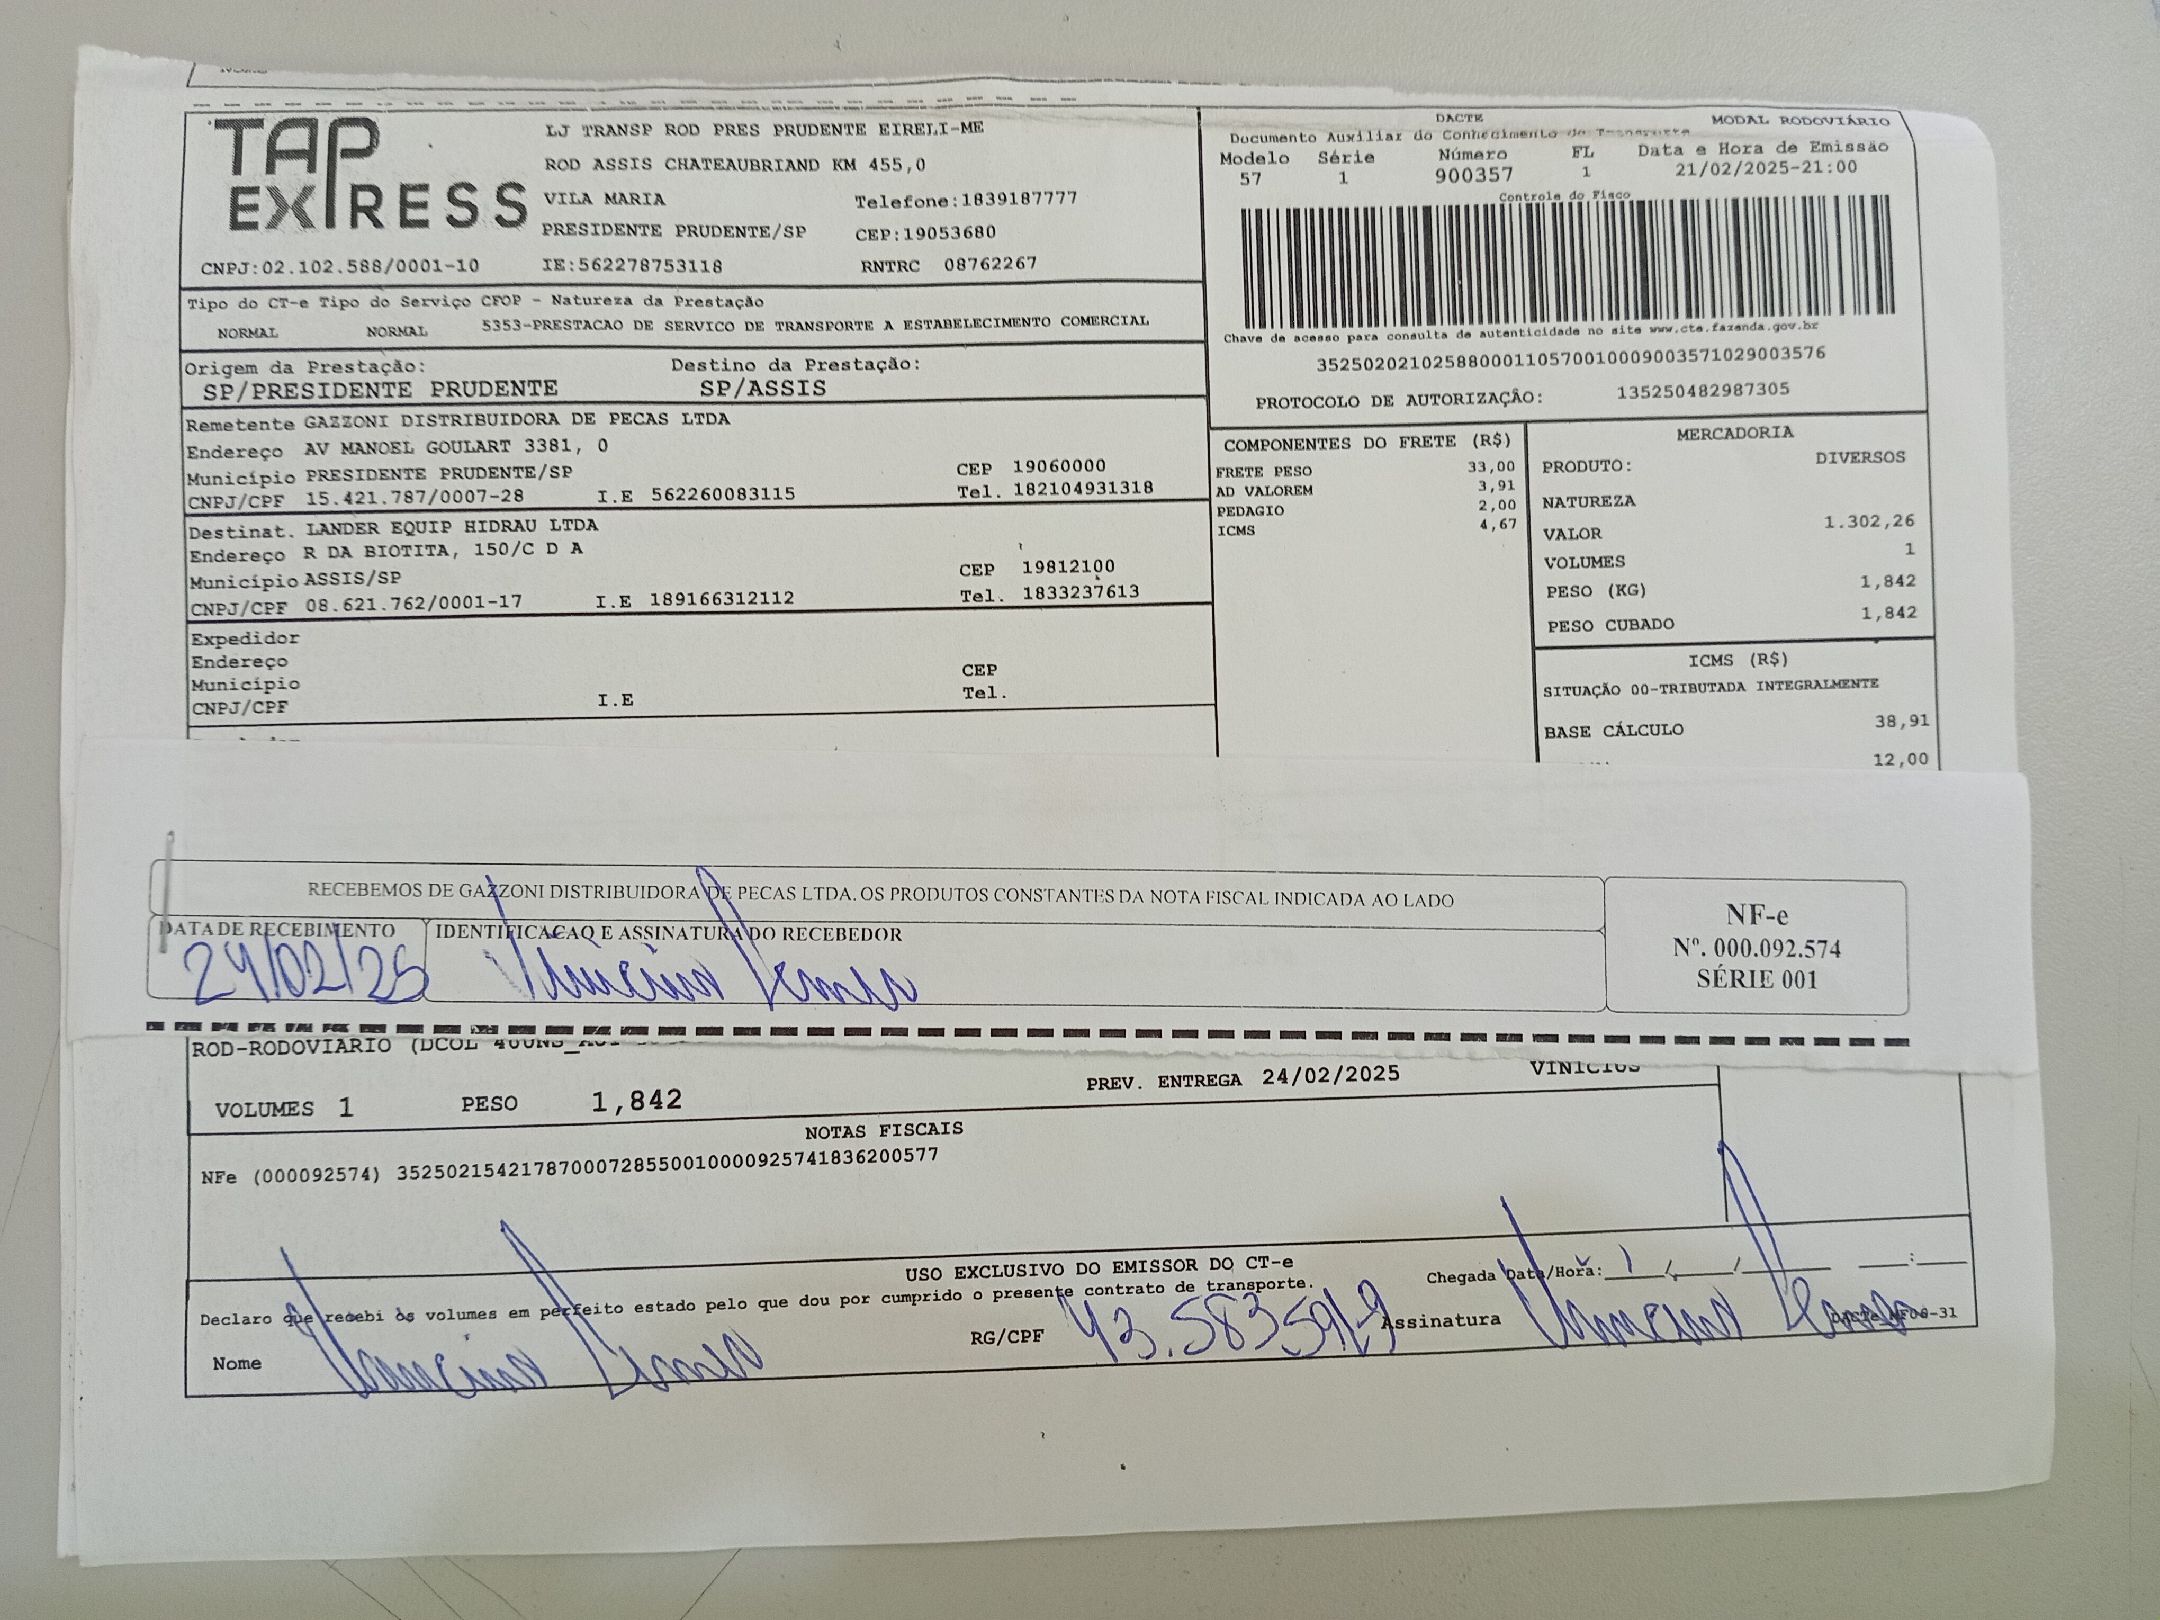 TAP
EXPRESS
LJ TRANSP ROD PRES PRUDENTE EIRELI-ME
ROD ASSIS CHATEAUBRIAND KM 455,0
VILA MARIA Telefone:1839187777
PRESIDENTE PRUDENTE/SP CEP:19053680
CNPJ:02.102.588/0001-10 IE:562278753118 RNTRC 08762267
DACTE MODAL RODOVIÁRIO
Documento Auxiliar do Conhecimento de Transporte
Modelo Série Número FL Data e Hora de Emissão
57 1 900357 1 21/02/2025-21:00
Controle do Fisco
Chave de acesso para consulta de autenticidade no site www.cte.fazenda.gov.br
35250202102588000110570010009003571029003576
PROTOCOLO DE AUTORIZAÇÂO: 135250482987305
Tipo do CT-e Tipo do Serviço CFOP - Natureza da Prestação
NORMAL NORMAL 5353-PRESTACAO DE SERVICO DE TRANSPORTE A ESTABELECIMENTO COMERCIAL
Origem da Prestação: Destino da Prestação:
SP/PRESIDENTE PRUDENTE SP/ASSIS
Remetente GAZZONI DISTRIBUIDORA DE PECAS LTDA
Endereço AV MANOEL GOULART 3381, 0
Município PRESIDENTE PRUDENTE/SP CEP 19060000
CNPJ/CPF 15.421.787/0007-28 I.E 562260083115 Tel. 182104931318
Destinat. LANDER EQUIP HIDRAU LTDA
Endereço R DA BIOTITA, 150/C D A
Município ASSIS/SP CEP 19812100
CNPJ/CPF 08.621.762/0001-17 I.E 189166312112 Tel. 1833237613
Expedidor
Endereço
Município CEP
CNPJ/CPF I.E Tel.
COMPONENTES DO FRETE (R$)
FRETE PESO 33,00
AD VALOREM 3,91
PEDAGIO 2,00
ICMS 4,67
MERCADORIA
PRODUTO: DIVERSOS
NATUREZA
VALOR 1.302,26
VOLUMES 1
PESO (KG) 1,842
PESO CUBADO 1,842
ICMS (R$)
SITUAÇÃO 00-TRIBUTADA INTEGRALMENTE
BASE CÁLCULO 38,91
12,00
RECEBEMOS DE GAZZONI DISTRIBUIDORA DE PECAS LTDA. OS PRODUTOS CONSTANTES DA NOTA FISCAL INDICADA AO LADO
DATA DE RECEBIMENTO IDENTIFICACAO E ASSINATURA DO RECEBEDOR
24/02/25
NF-e
Nº. 000.092.574
SÉRIE 001
ROD-RODOVIARIO
VOLUMES 1 PESO 1,842 PREV. ENTREGA 24/02/2025 VINICIUS
NOTAS FISCAIS
NFe (000092574) 35250215421787000728550010000925741836200577
USO EXCLUSIVO DO EMISSOR DO CT-e
Declaro que recebi os volumes em perfeito estado pelo que dou por cumprido o presente contrato de transporte.
Chegada Data/Hora:
Nome RG/CPF Assinatura